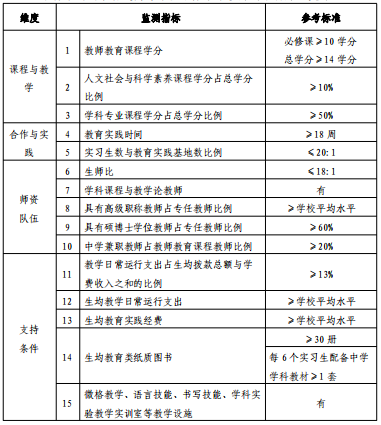 维度 监测指标 参考标准
课程与教学
1 教师教育课程学分 必修课≥10 学分
总学分≥14 学分
2 人文社会与科学素养课程学分占总学分
比例 ≥10%
3 学科专业课程学分占总学分比例 ≥50%
合作与实践
4 教育实践时间 ≥18 周
5 实习生数与教育实践基地数比例 ≤20:1
师资
队伍
6 生师比 ≤18:1
7 学科课程与教学论教师 有
8 具有高级职称教师占专任教师比例 ≥学校平均水平
9 具有硕博士学位教师占专任教师比例 ≥60%
10 中学兼职教师占教师教育课程教师比例 ≥20%
支持
条件
11 教学日常运行支出占生均拨款总额与学
费收入之和的比例 ≥13%
12 生均教学日常运行支出 ≥学校平均水平
13 生均教育实践经费 ≥学校平均水平
14 生均教育类纸质图书 ≥30 册
每 6 个实习生配备中学
学科教材≥1 套
15 微格教学、语言技能、书写技能、学科实
验教学实训室等教学设施 有